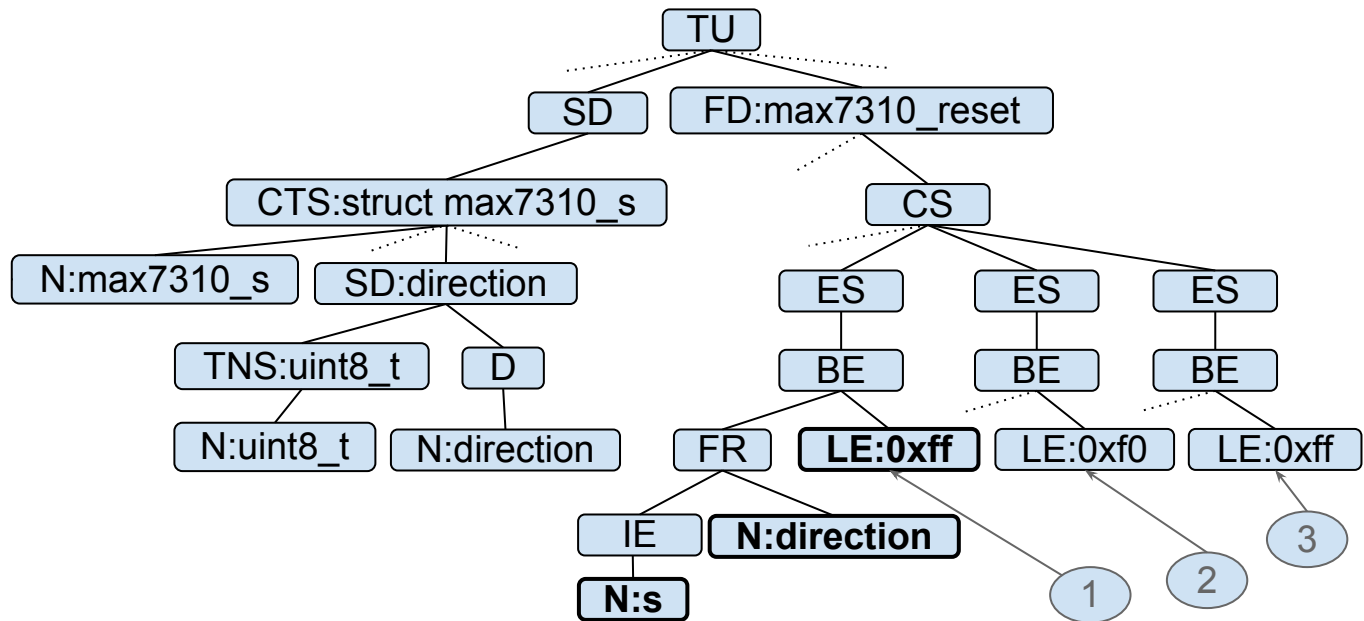 TU
SD
FD:max7310_reset
CTS:struct max7310_s
CS
N:max7310_s
SD:direction
ES
ES
ES
TNS:uint8_t
D
BE
BE
BE
N:uint8_t
N:direction
FR
LE:0xff
LE:0xf0
LE:0xff
IE
N:direction
3
N:s
1
2